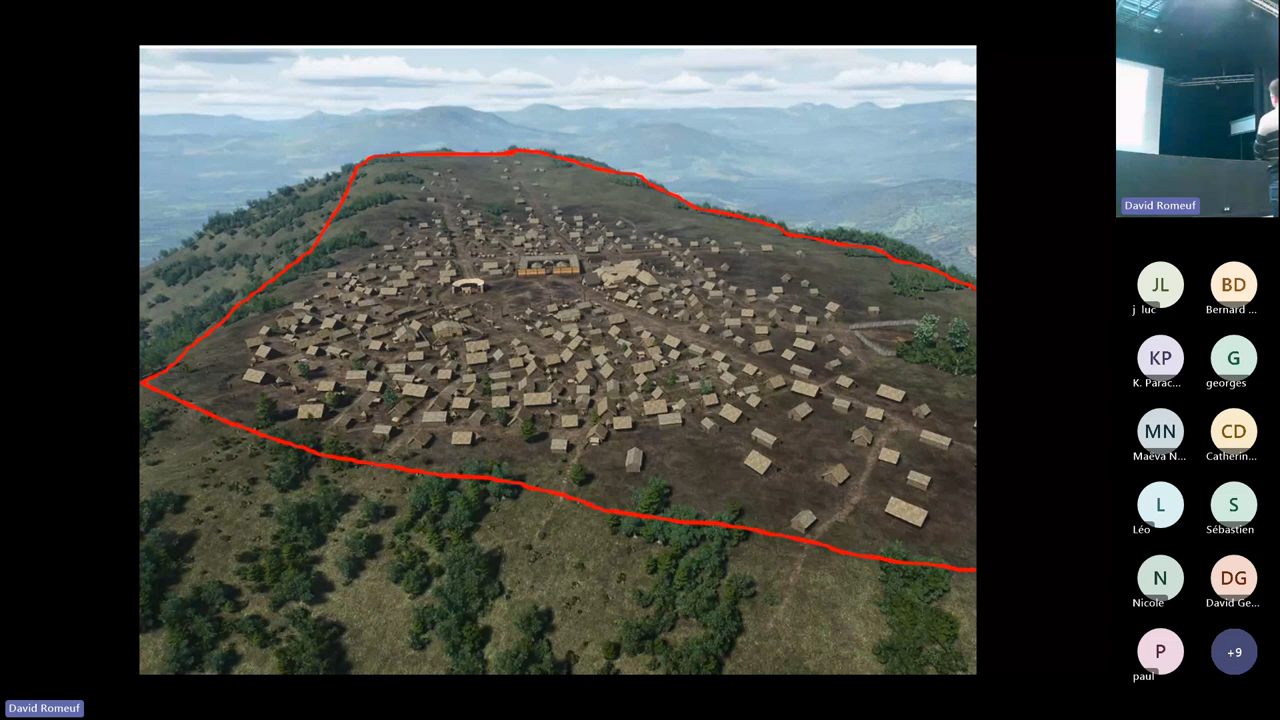 David Romeuf
JL
j luc
BD
Bernard ...
KP
K. Parac...
G
georges
MN
Maëva N...
CD
Catherin...
L
Léo
S
Sébastien
N
Nicole
DG
David Ge...
P
paul
+9
David Romeuf